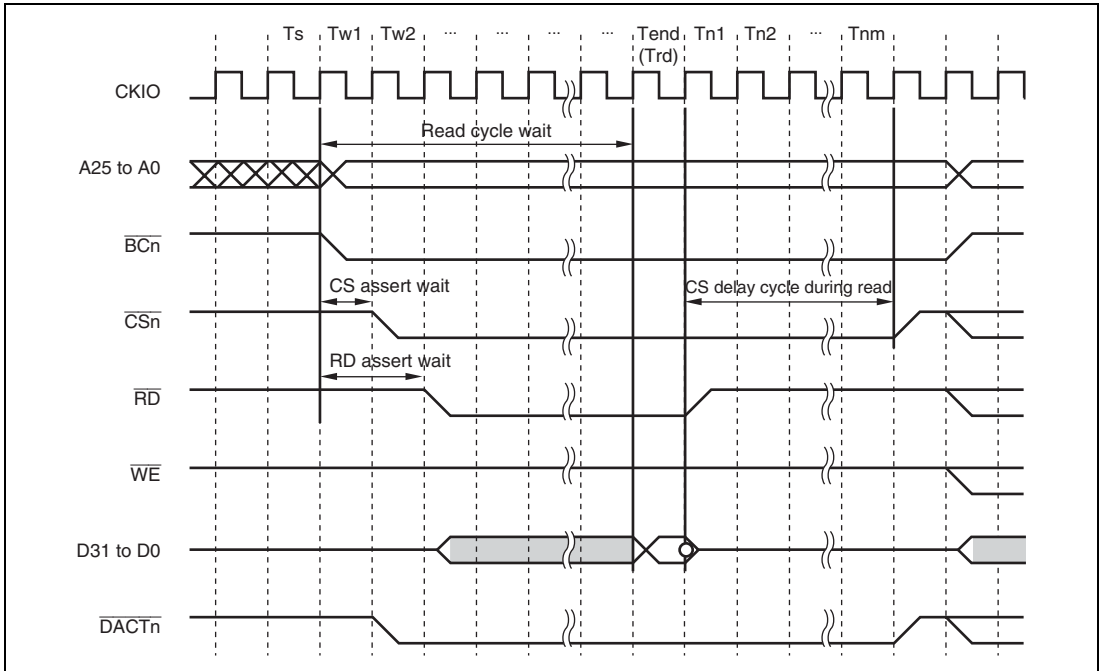 Ts Tw1 Tw2 ... ... ... ... Tend Tn1 Tn2 ... Tnm
(Trd)
CKIO
Read cycle wait
A25 to A0
BCn
CS assert wait
CS delay cycle during read
CSn
RD assert wait
RD
WE
D31 to D0
DACTn